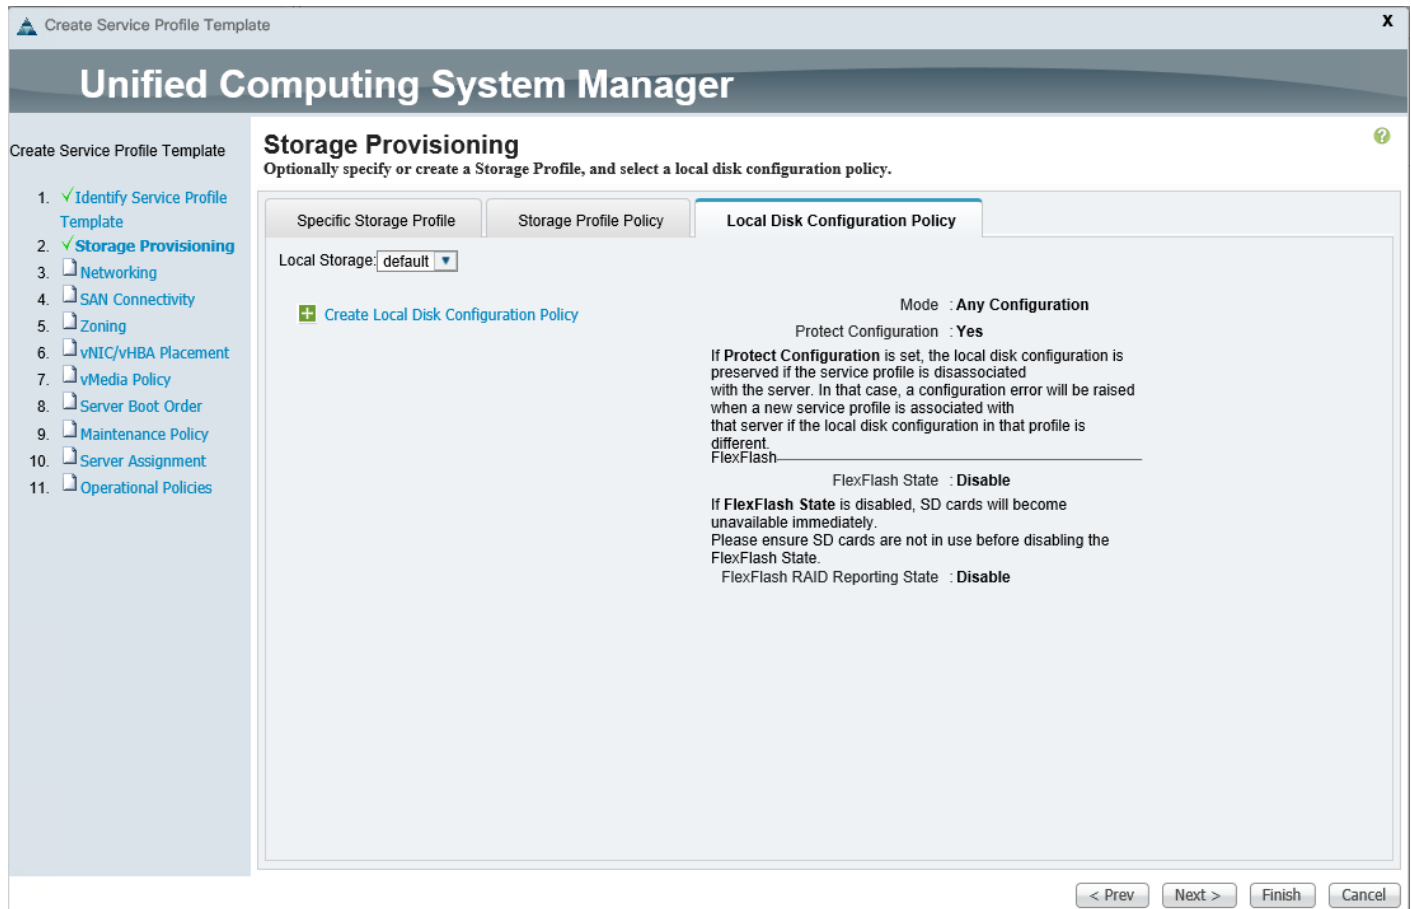 Create Service Profile Template
X
Unified Computing System Manager
Create Service Profile Template
1. Identify Service Profile
Template
2. Storage Provisioning
3. Networking
4. SAN Connectivity
5. Zoning
6. vNIC/vHBA Placement
7. vMedia Policy
8. Server Boot Order
9. Maintenance Policy
10. Server Assignment
11. Operational Policies
Storage Provisioning
?
Optionally specify or create a Storage Profile, and select a local disk configuration policy.
Specific Storage Profile
Storage Profile Policy
Local Disk Configuration Policy
Local Storage: default
Create Local Disk Configuration Policy
Mode : Any Configuration
Protect Configuration : Yes
If Protect Configuration is set, the local disk configuration is
preserved if the service profile is disassociated
with the server. In that case, a configuration error will be raised
when a new service profile is associated with
that server if the local disk configuration in that profile is
different.
FlexFlash
FlexFlash State : Disable
If FlexFlash State is disabled, SD cards will become
unavailable immediately.
Please ensure SD cards are not in use before disabling the
FlexFlash State.
FlexFlash RAID Reporting State : Disable
< Prev
Next >
Finish
Cancel